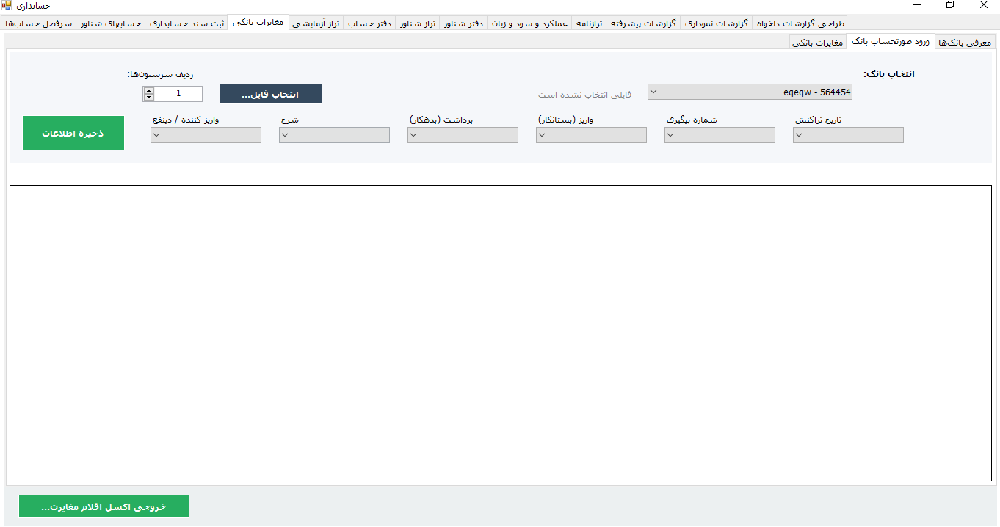 حسابداری
سرفصل حساب‌ها ثبت سند حسابداری حسابهای شناور مغایرات بانکی تراز آزمایشی دفتر حساب تراز شناور دفتر شناور عملکرد و سود و زیان ترازنامه گزارشات پیشرفته گزارشات نموداری طراحی گزارشات دلخواه
معرفی بانک‌ها ورود صورتحساب بانک مغایرات بانکی
انتخاب بانک: ردیف سرستون‌ها:
eqeqw - 564454 فایلی انتخاب نشده است انتخاب فایل... 1
تاریخ تراکنش شماره پیگیری واریز (بستانکار) برداشت (بدهکار) شرح واریز کننده / ذینفع
ذخیره اطلاعات
خروجی اکسل اقلام مغایرت...